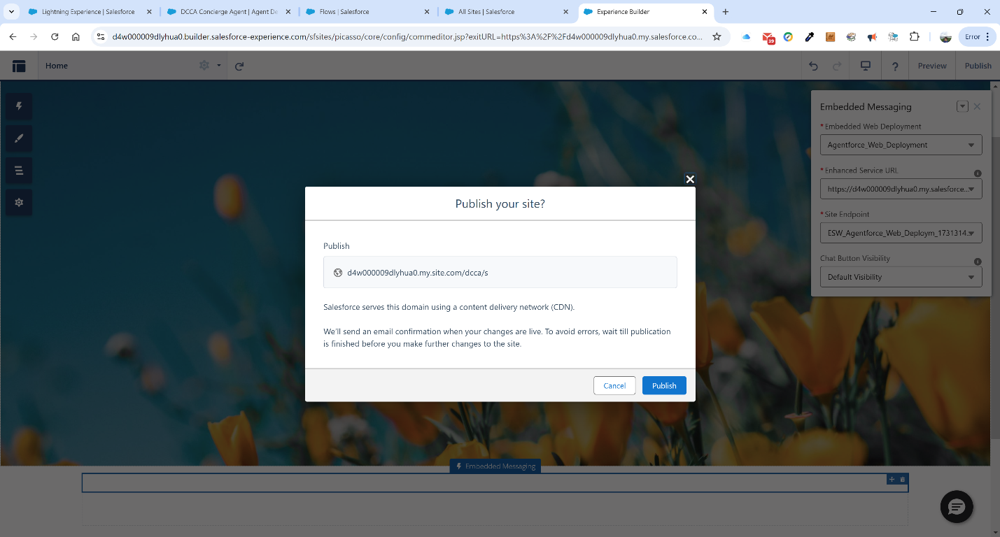 Lightning Experience | Salesforce
DCCA Concierge Agent | Agent De
Flows | Salesforce
All Sites | Salesforce
Experience Builder
d4w000009dlyhua0.builder.salesforce-experience.com/sfsites/picasso/core/config/commeditor.jsp?exitURL=https%3A%2F%2Fd4w000009dlyhua0.my.salesforce.co...
39
Error
Home
?
Preview
Publish
Embedded Messaging
*Embedded Web Deployment
Agentforce_Web_Deployment
*Enhanced Service URL
https://d4w000009dlyhua0.my.salesforce...
*Site Endpoint
ESW_Agentforce_Web_Deploym_1731314...
Chat Button Visibility
Default Visibility
Publish your site?
Publish
d4w000009dlyhua0.my.site.com/dcca/s
Salesforce serves this domain using a content delivery network (CDN).
We'll send an email confirmation when your changes are live. To avoid errors, wait till publication
is finished before you make further changes to the site.
Cancel
Publish
Embedded Messaging